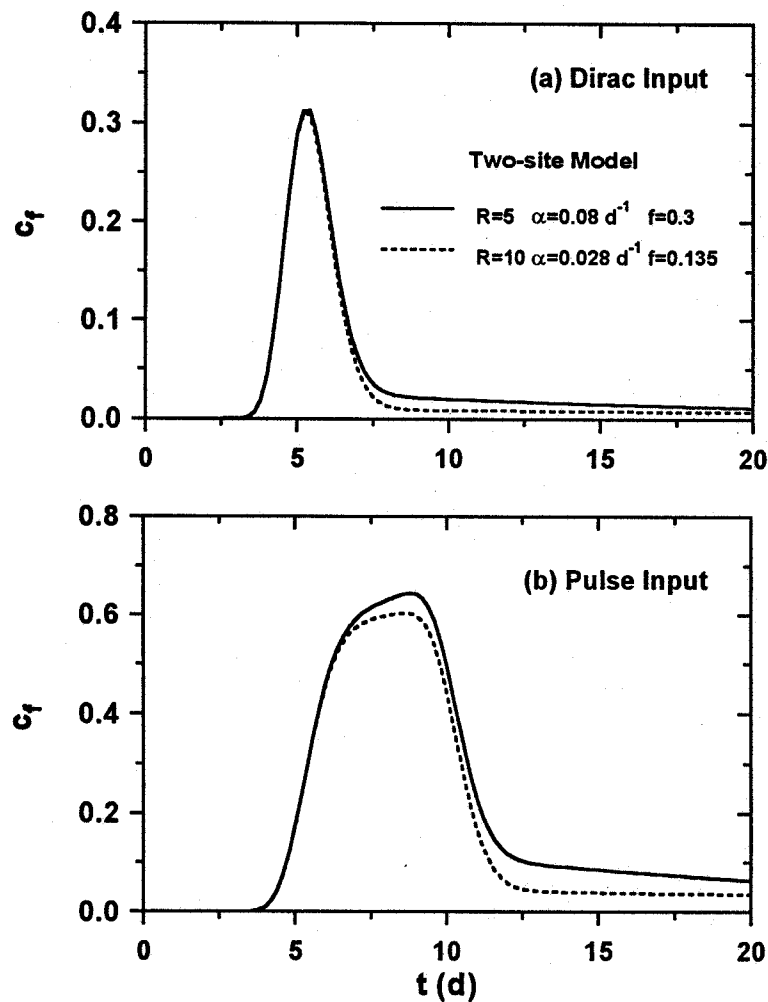 0.4
(a) Dirac Input
0.3
Two-site Model
c_f
0.2
R=5 α=0.08 d⁻¹ f=0.3
R=10 α=0.028 d⁻¹ f=0.135
0.1
0.0
0 5 10 15 20
0.8
(b) Pulse Input
0.6
c_f
0.4
0.2
0.0
0 5 10 15 20
t (d)